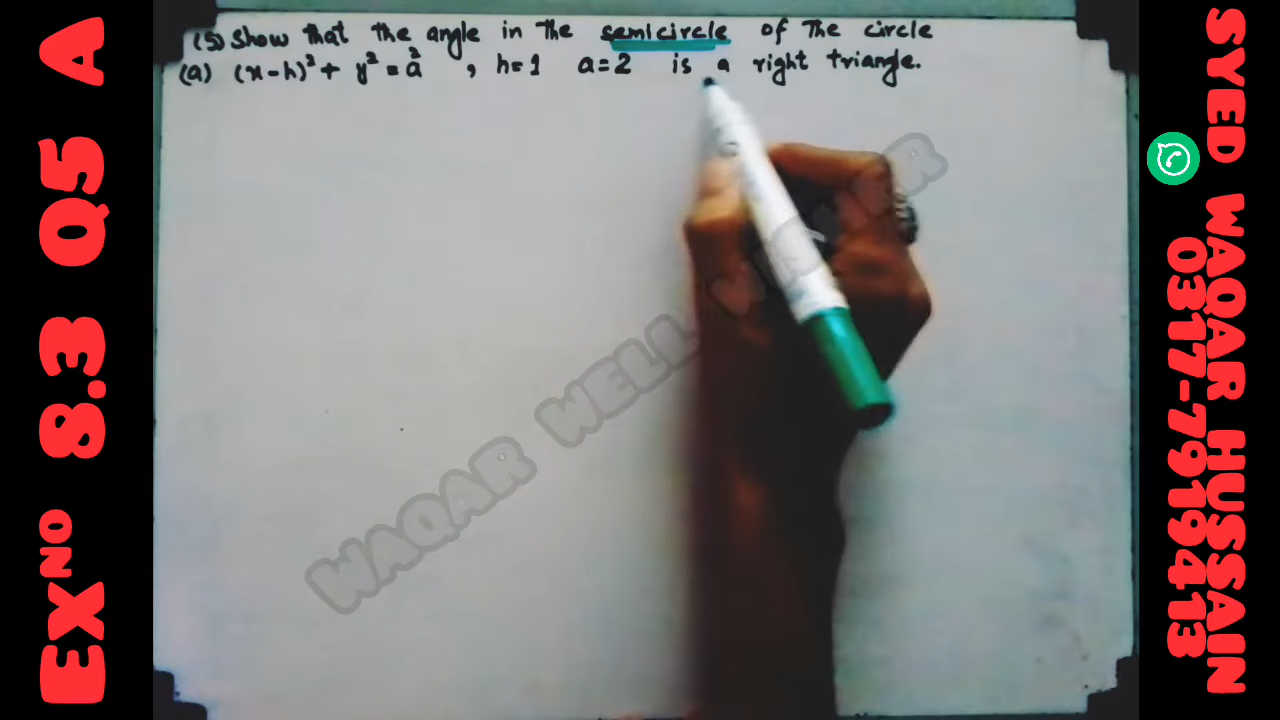 EXNO 8.3 Q5 A
(5) Show that the angle in the semicircle of the circle
(a) (x-h)² + y² = a² , h=1 a=2 is a right triangle.
WAQAR WELL
SYED WAQAR HUSSAIN
0317-7919413